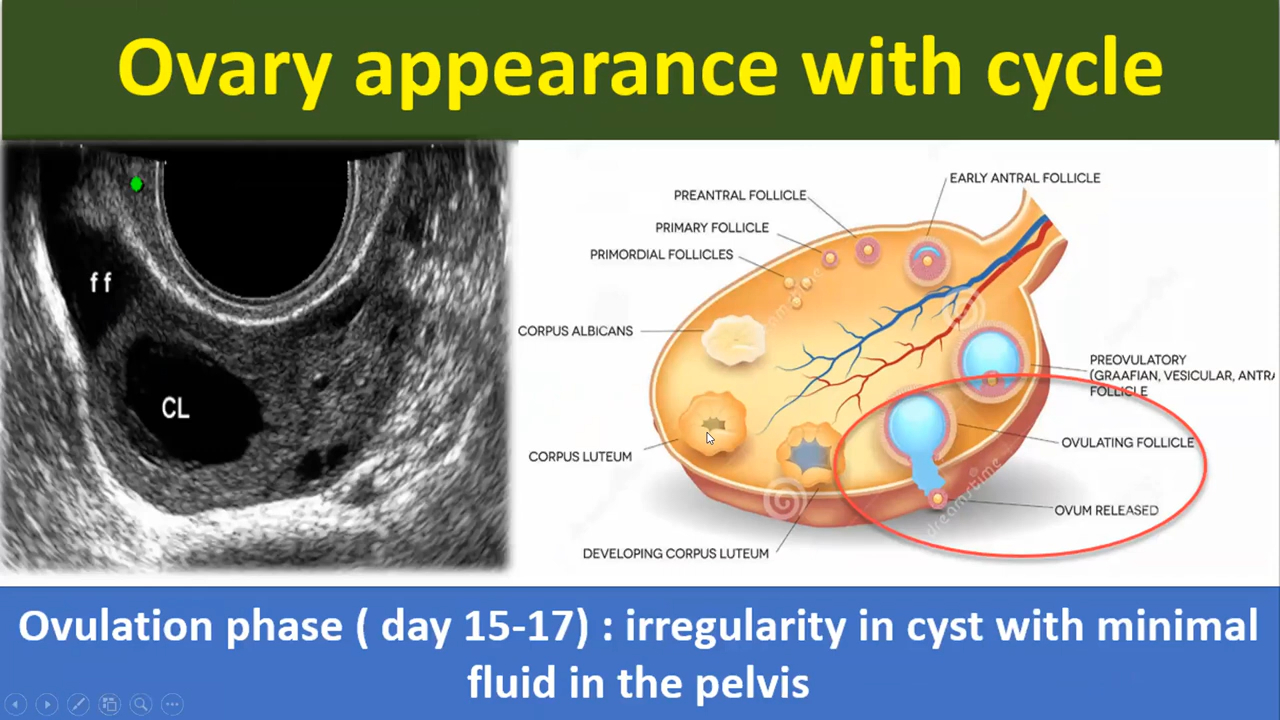 Ovary appearance with cycle
f f
CL
EARLY ANTRAL FOLLICLE
PREANTRAL FOLLICLE
PRIMARY FOLLICLE
PRIMORDIAL FOLLICLES
CORPUS ALBICANS
PREOVULATORY
(GRAAFIAN, VESICULAR, ANTRA
FOLLICLE
OVULATING FOLLICLE
CORPUS LUTEUM
OVUM RELEASED
DEVELOPING CORPUS LUTEUM
dreamstime
Ovulation phase ( day 15-17) : irregularity in cyst with minimal
fluid in the pelvis